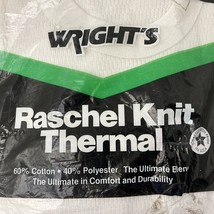 WRIGHT'S
Raschel Knit
Thermal
60% Cotton • 40% Polyester The Ultimate
The Ultimate in Comfort and Durability